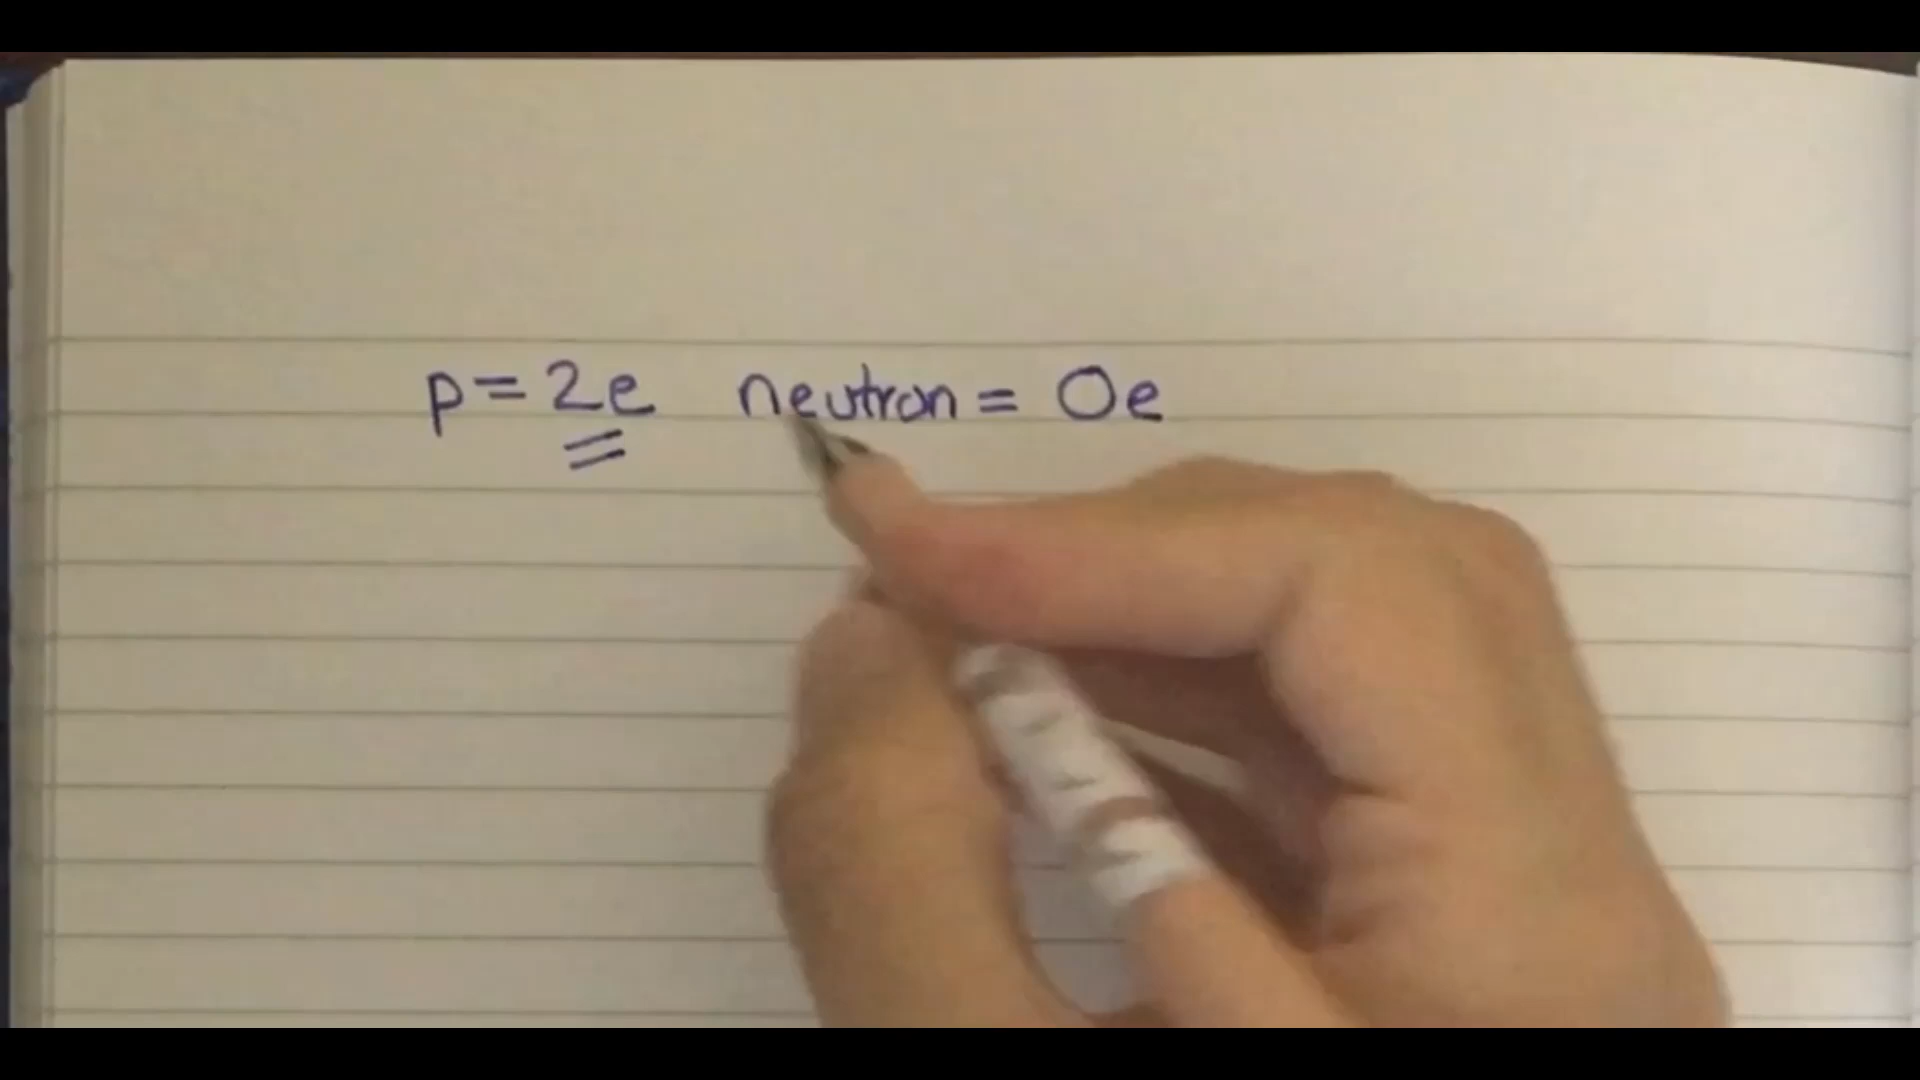 p = 2e neutron = 0e